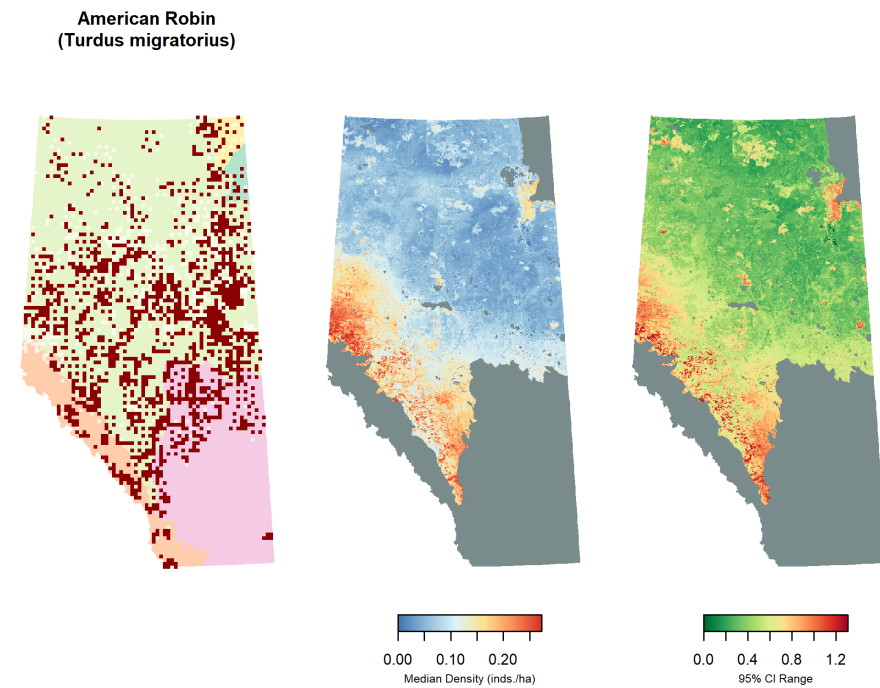 American Robin
(Turdus migratorius)
0.00 0.10 0.20
Median Density (inds./ha)
0.0 0.4 0.8 1.2
95% CI Range